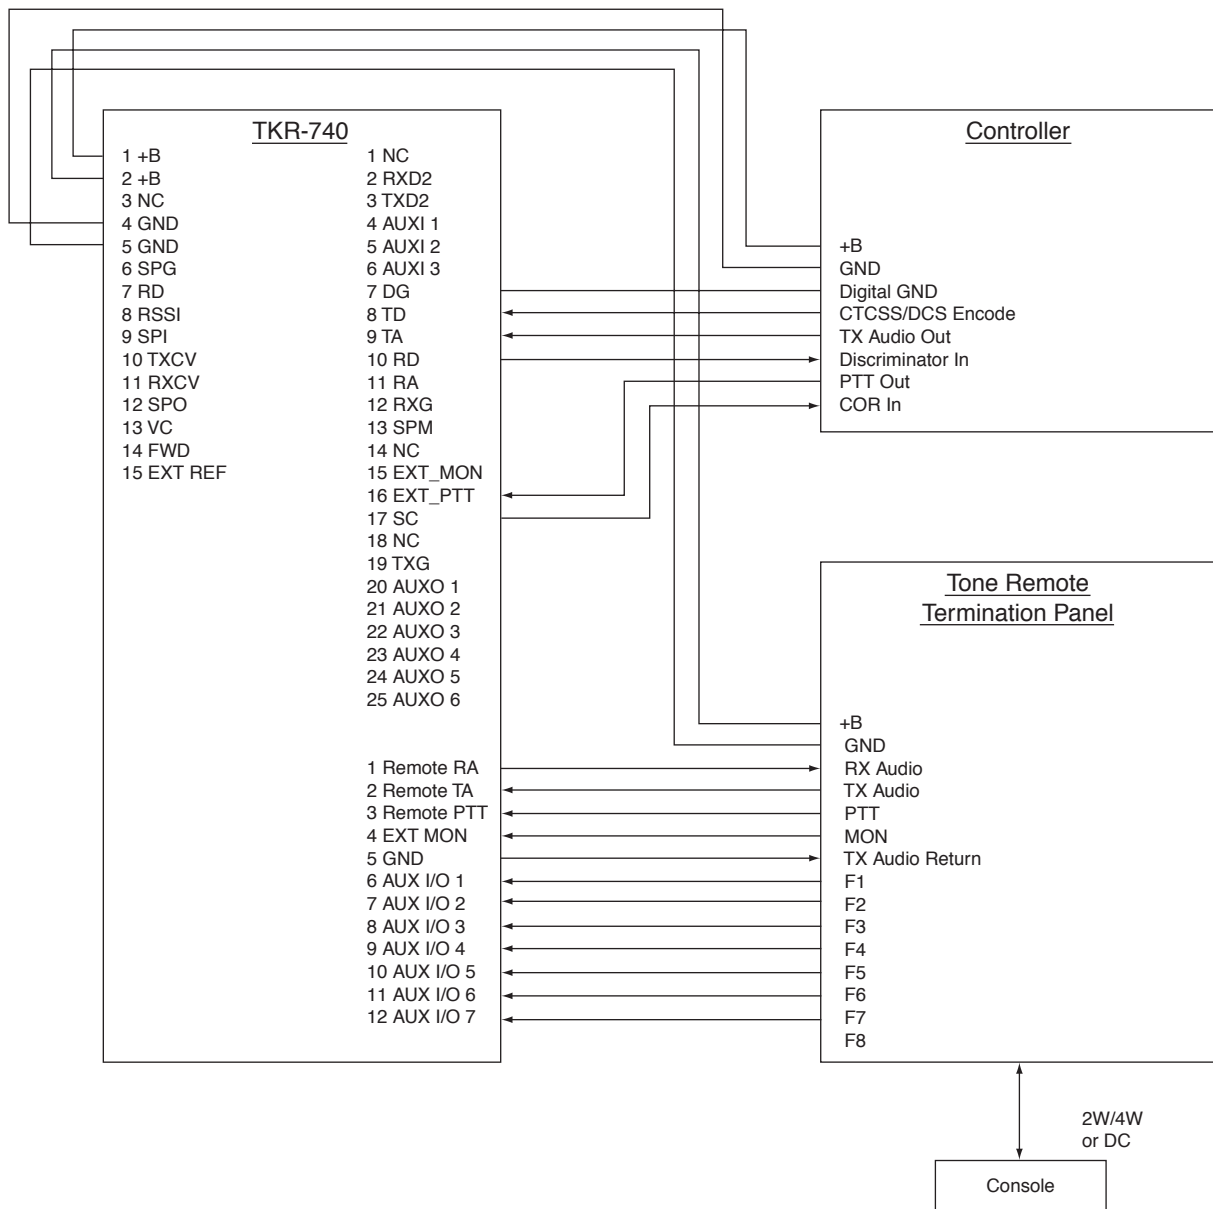 TKR-740
1 +B
2 +B
3 NC
4 GND
5 GND
6 SPG
7 RD
8 RSSI
9 SPI
10 TXCV
11 RXCV
12 SPO
13 VC
14 FWD
15 EXT REF
1 NC
2 RXD2
3 TXD2
4 AUXI 1
5 AUXI 2
6 AUXI 3
7 DG
8 TD
9 TA
10 RD
11 RA
12 RXG
13 SPM
14 NC
15 EXT_MON
16 EXT_PTT
17 SC
18 NC
19 TXG
20 AUXO 1
21 AUXO 2
22 AUXO 3
23 AUXO 4
24 AUXO 5
25 AUXO 6
1 Remote RA
2 Remote TA
3 Remote PTT
4 EXT MON
5 GND
6 AUX I/O 1
7 AUX I/O 2
8 AUX I/O 3
9 AUX I/O 4
10 AUX I/O 5
11 AUX I/O 6
12 AUX I/O 7
Controller
+B
GND
Digital GND
CTCSS/DCS Encode
TX Audio Out
Discriminator In
PTT Out
COR In
Tone Remote
Termination Panel
+B
GND
RX Audio
TX Audio
PTT
MON
TX Audio Return
F1
F2
F3
F4
F5
F6
F7
F8
2W/4W
or DC
Console